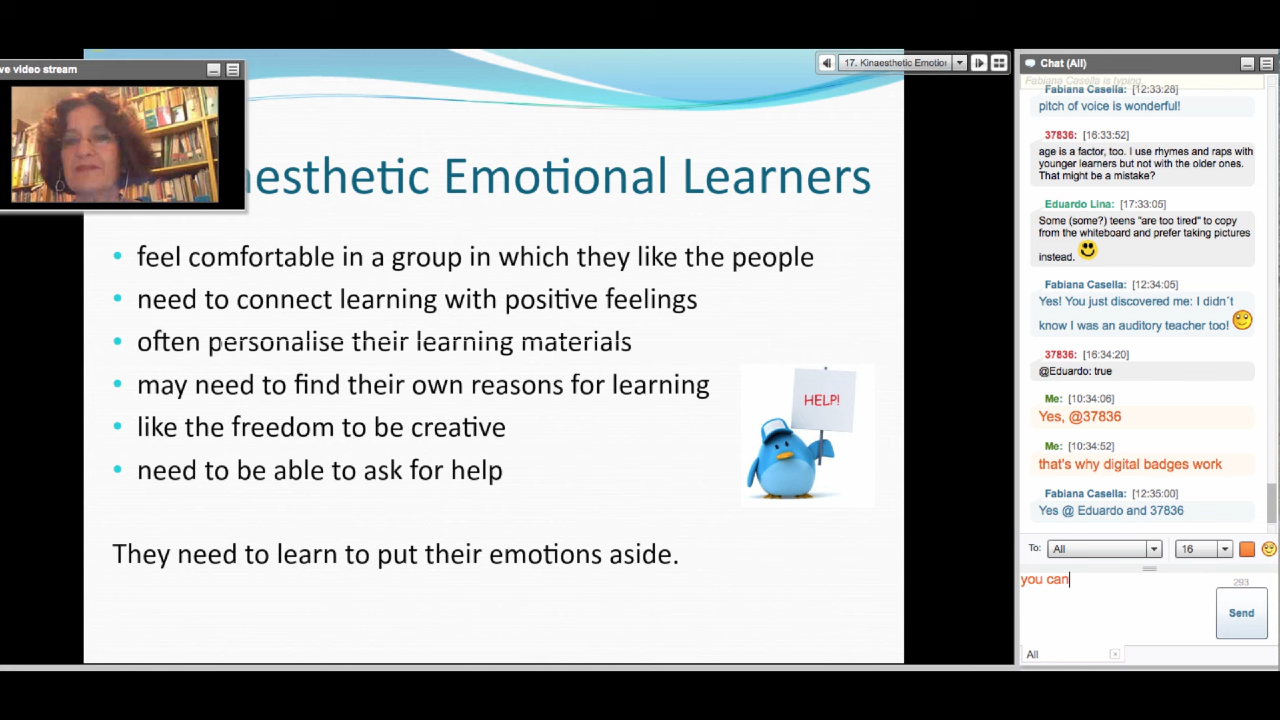 ve video stream
17. Kinaesthetic Emotior
esthetic Emotional Learners
• feel comfortable in a group in which they like the people
• need to connect learning with positive feelings
• often personalise their learning materials
• may need to find their own reasons for learning
• like the freedom to be creative
• need to be able to ask for help
HELP!
They need to learn to put their emotions aside.
Chat (All)
Fabiana Casella is typing.
Fabiana Casella: [12:33:28]
pitch of voice is wonderful!
37836: [16:33:52]
age is a factor, too. I use rhymes and raps with
younger learners but not with the older ones.
That might be a mistake?
Eduardo Lina: [17:33:05]
Some (some?) teens "are too tired" to copy
from the whiteboard and prefer taking pictures
instead.
Fabiana Casella: [12:34:05]
Yes! You just discovered me: I didn´t
know I was an auditory teacher too!
37836: [16:34:20]
@Eduardo: true
Me: [10:34:06]
Yes, @37836
Me: [10:34:52]
that's why digital badges work
Fabiana Casella: [12:35:00]
Yes @ Eduardo and 37836
To: All 16
you can
293
Send
All